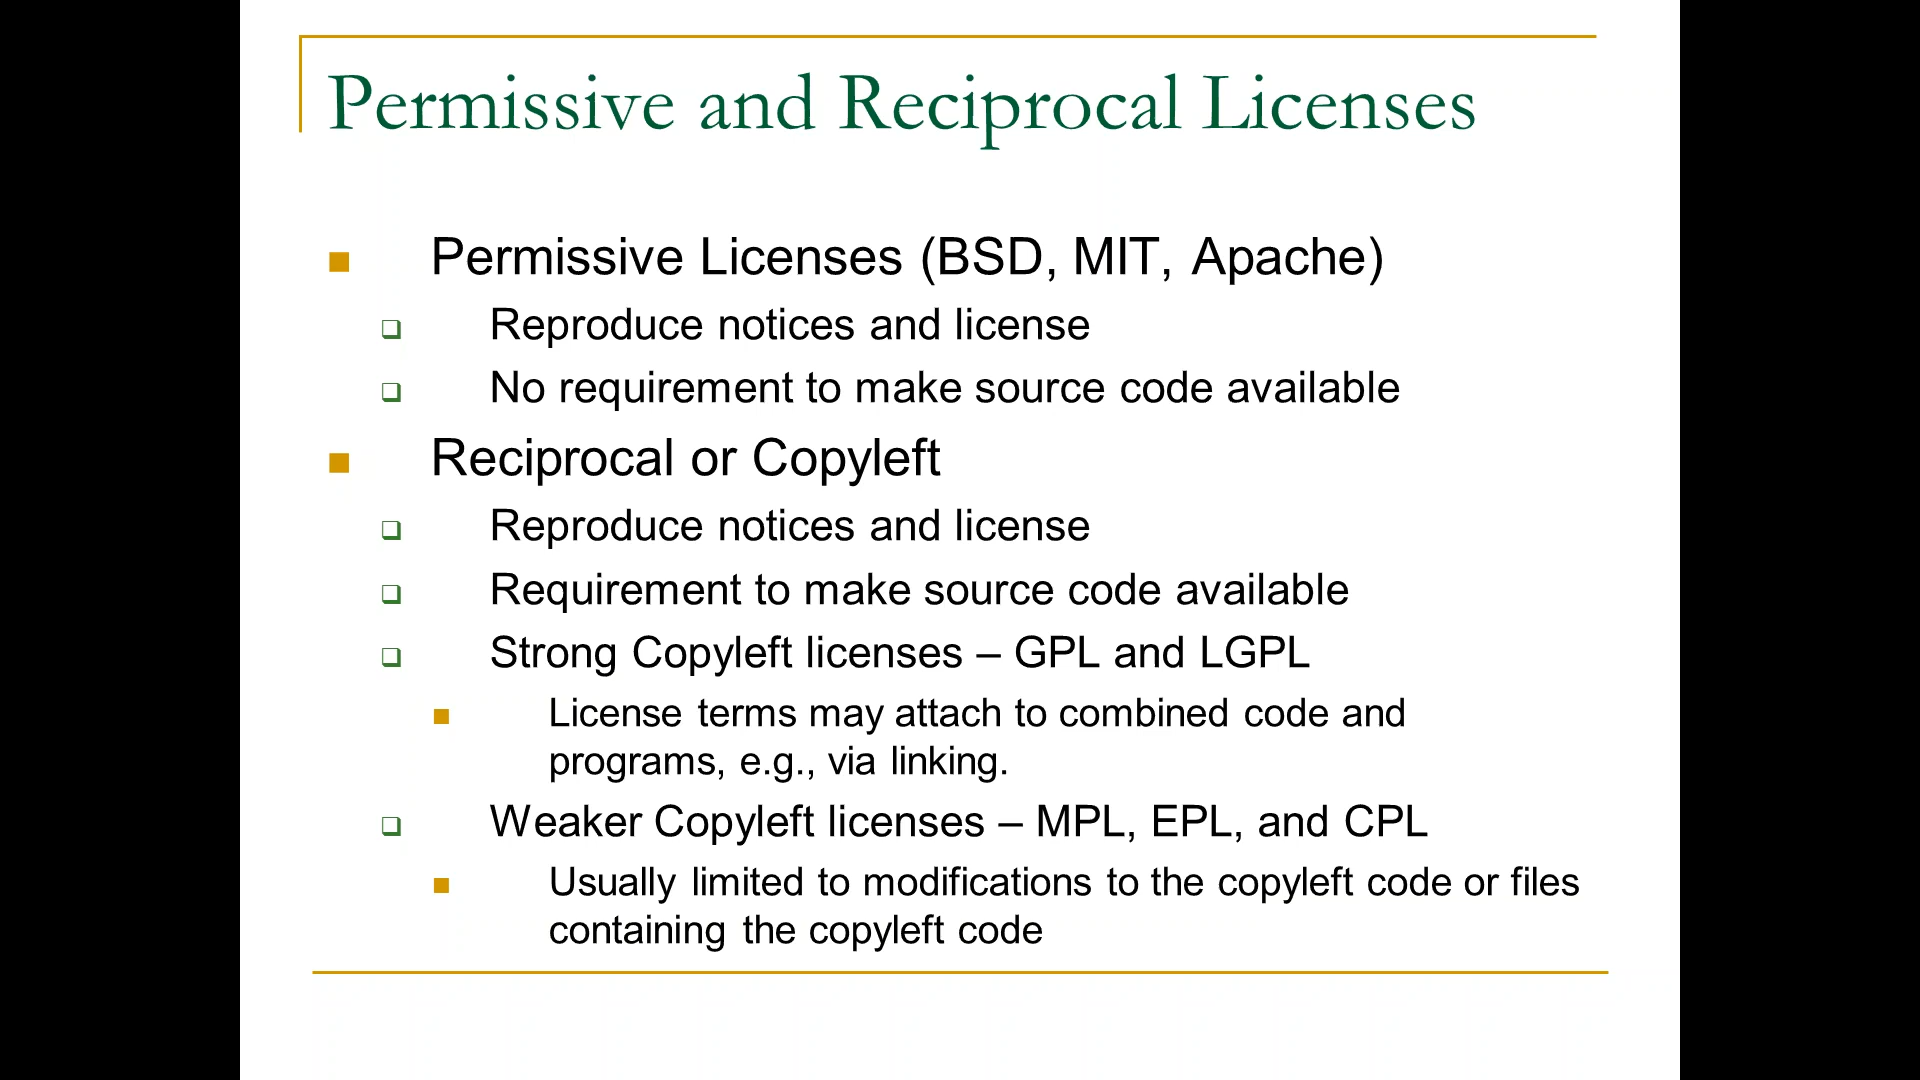 Permissive and Reciprocal Licenses
Permissive Licenses (BSD, MIT, Apache)
Reproduce notices and license
No requirement to make source code available
Reciprocal or Copyleft
Reproduce notices and license
Requirement to make source code available
Strong Copyleft licenses – GPL and LGPL
License terms may attach to combined code and
programs, e.g., via linking.
Weaker Copyleft licenses – MPL, EPL, and CPL
Usually limited to modifications to the copyleft code or files
containing the copyleft code